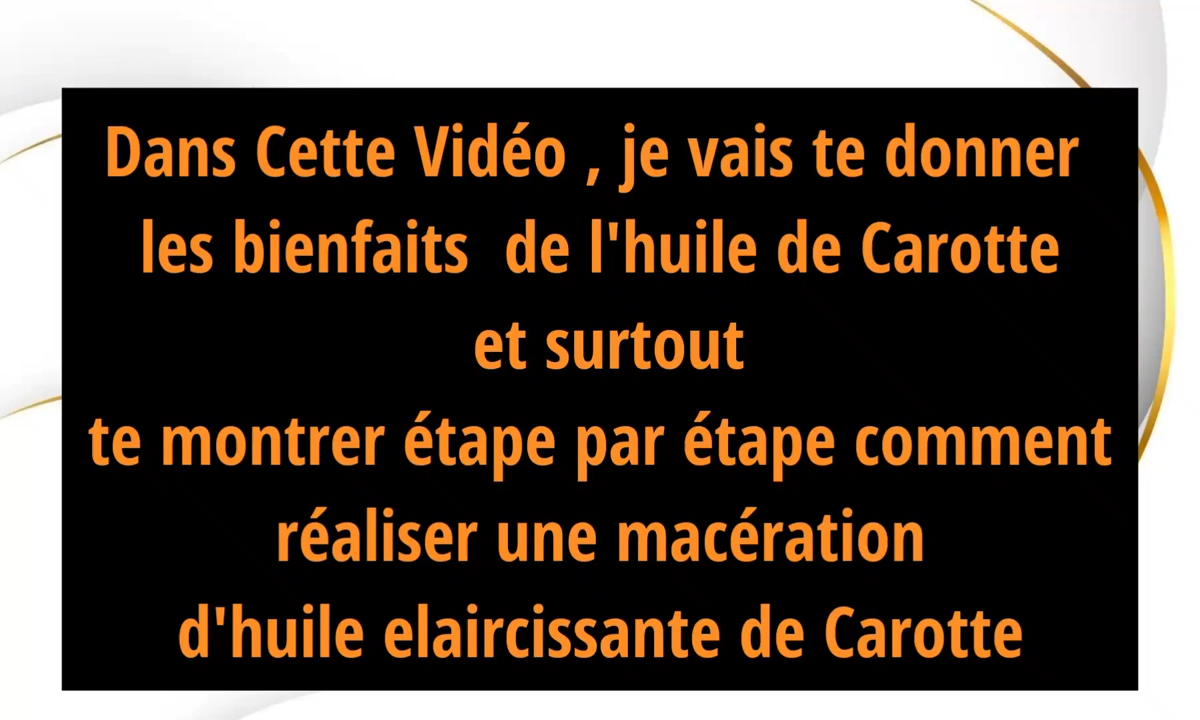 Dans Cette Vidéo , je vais te donner
les bienfaits de l'huile de Carotte
et surtout
te montrer étape par étape comment
réaliser une macération
d'huile elaircissante de Carotte